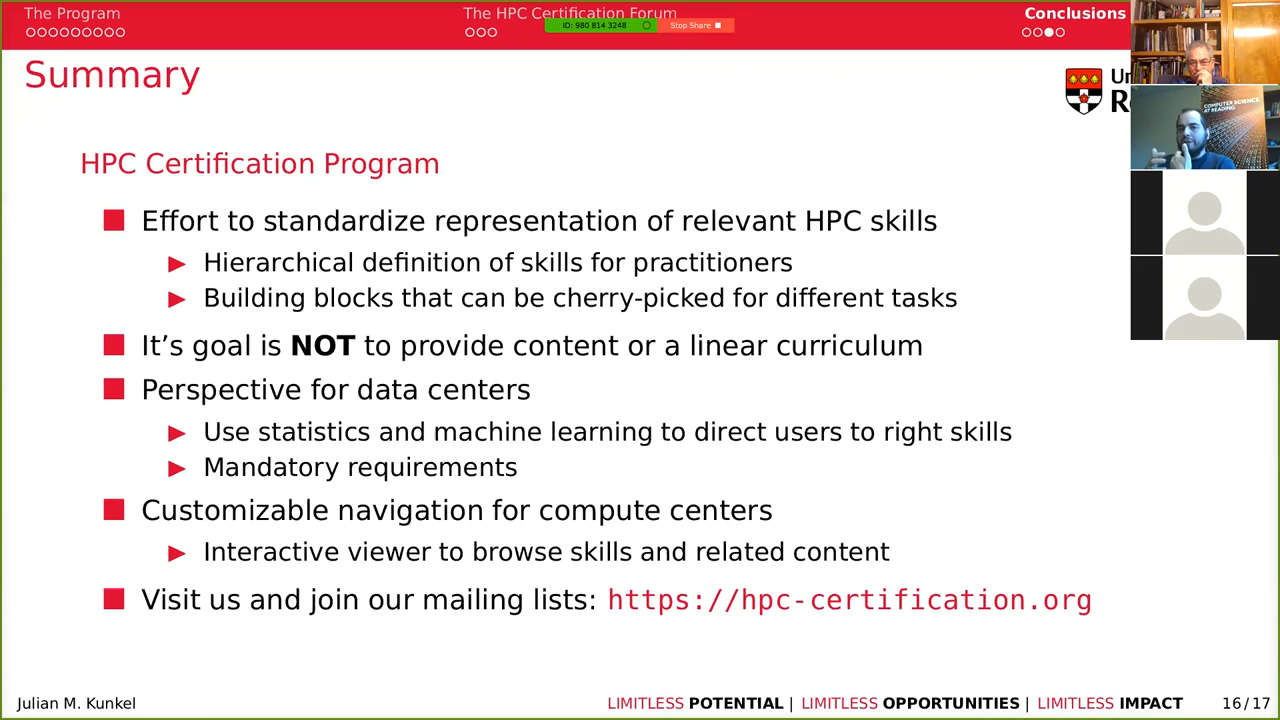 The Program
The HPC Certification Forum
Conclusions
ID: 980 814 3248
Stop Share
Summary
COMPUTER SCIENCE
AT READING
HPC Certification Program
Effort to standardize representation of relevant HPC skills
Hierarchical definition of skills for practitioners
Building blocks that can be cherry-picked for different tasks
It’s goal is NOT to provide content or a linear curriculum
Perspective for data centers
Use statistics and machine learning to direct users to right skills
Mandatory requirements
Customizable navigation for compute centers
Interactive viewer to browse skills and related content
Visit us and join our mailing lists: https://hpc-certification.org
Julian M. Kunkel
LIMITLESS POTENTIAL | LIMITLESS OPPORTUNITIES | LIMITLESS IMPACT
16/17